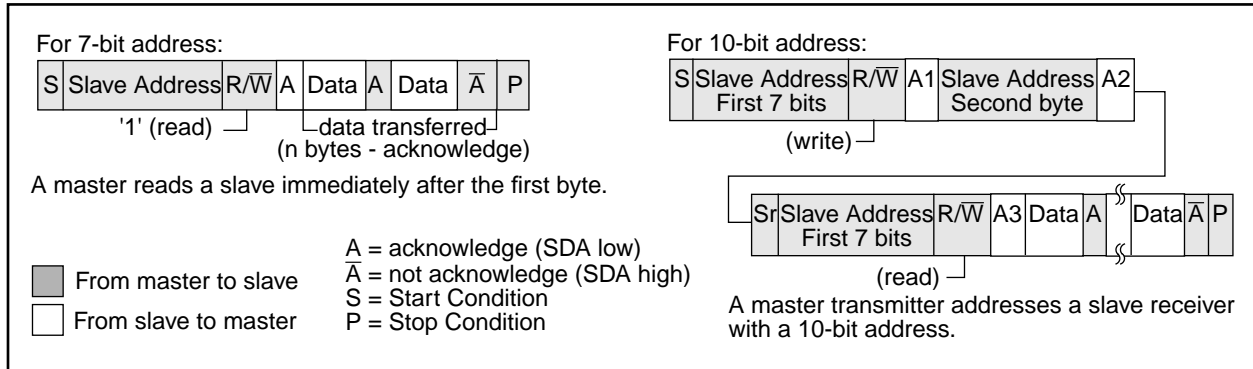 For 7-bit address:
S Slave Address R/W̅ A Data A Data A̅ P
'1' (read)
data transferred
(n bytes - acknowledge)
A master reads a slave immediately after the first byte.
From master to slave
From slave to master
A = acknowledge (SDA low)
A̅ = not acknowledge (SDA high)
S = Start Condition
P = Stop Condition
For 10-bit address:
S Slave Address First 7 bits R/W̅ A1 Slave Address Second byte A2
(write)
Sr Slave Address First 7 bits R/W̅ A3 Data A Data A̅ P
(read)
A master transmitter addresses a slave receiver
with a 10-bit address.